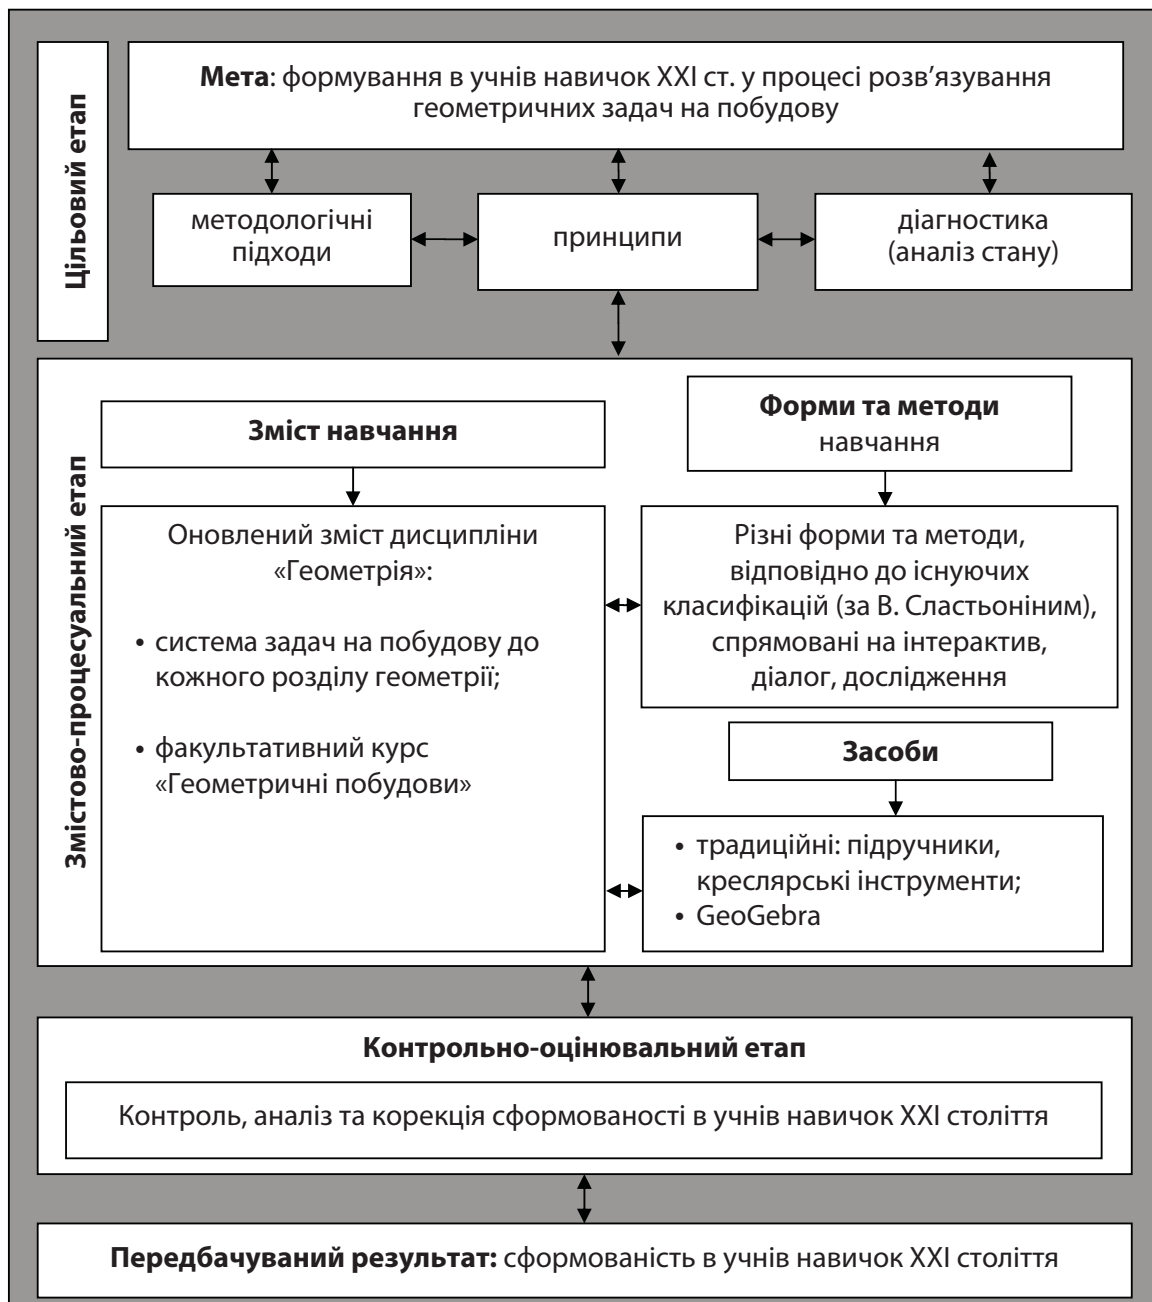 Цільовий етап
Мета: формування в учнів навичок XXI ст. у процесі розв’язування
геометричних задач на побудову
методологічні
підходи
принципи
діагностика
(аналіз стану)
Змістово-процесуальний етап
Зміст навчання
Оновлений зміст дисципліни
«Геометрія»:
• система задач на побудову до
кожного розділу геометрії;
• факультативний курс
«Геометричні побудови»
Форми та методи
навчання
Різні форми та методи,
відповідно до існуючих
класифікацій (за В. Сластьоніним),
спрямовані на інтерактив,
діалог, дослідження
Засоби
• традиційні: підручники,
креслярські інструменти;
• GeoGebra
Контрольно-оцінювальний етап
Контроль, аналіз та корекція сформованості в учнів навичок XXI століття
Передбачуваний результат: сформованість в учнів навичок XXI століття